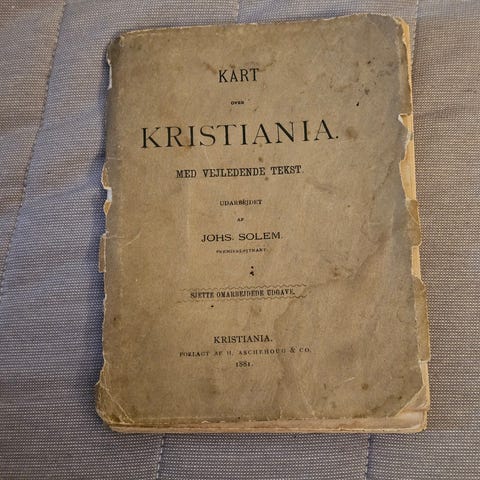 KART
OVER
KRISTIANIA.
MED VEJLEDENDE TEKST.
UDARBEJDET
AF
JOHS. SOLEM.
PREMIERLØITNANT.
SJETTE OMARBEJDEDE UDGAVE.
KRISTIANIA.
FORLAGT AF H. ASCHEHOUG & CO.
1881.